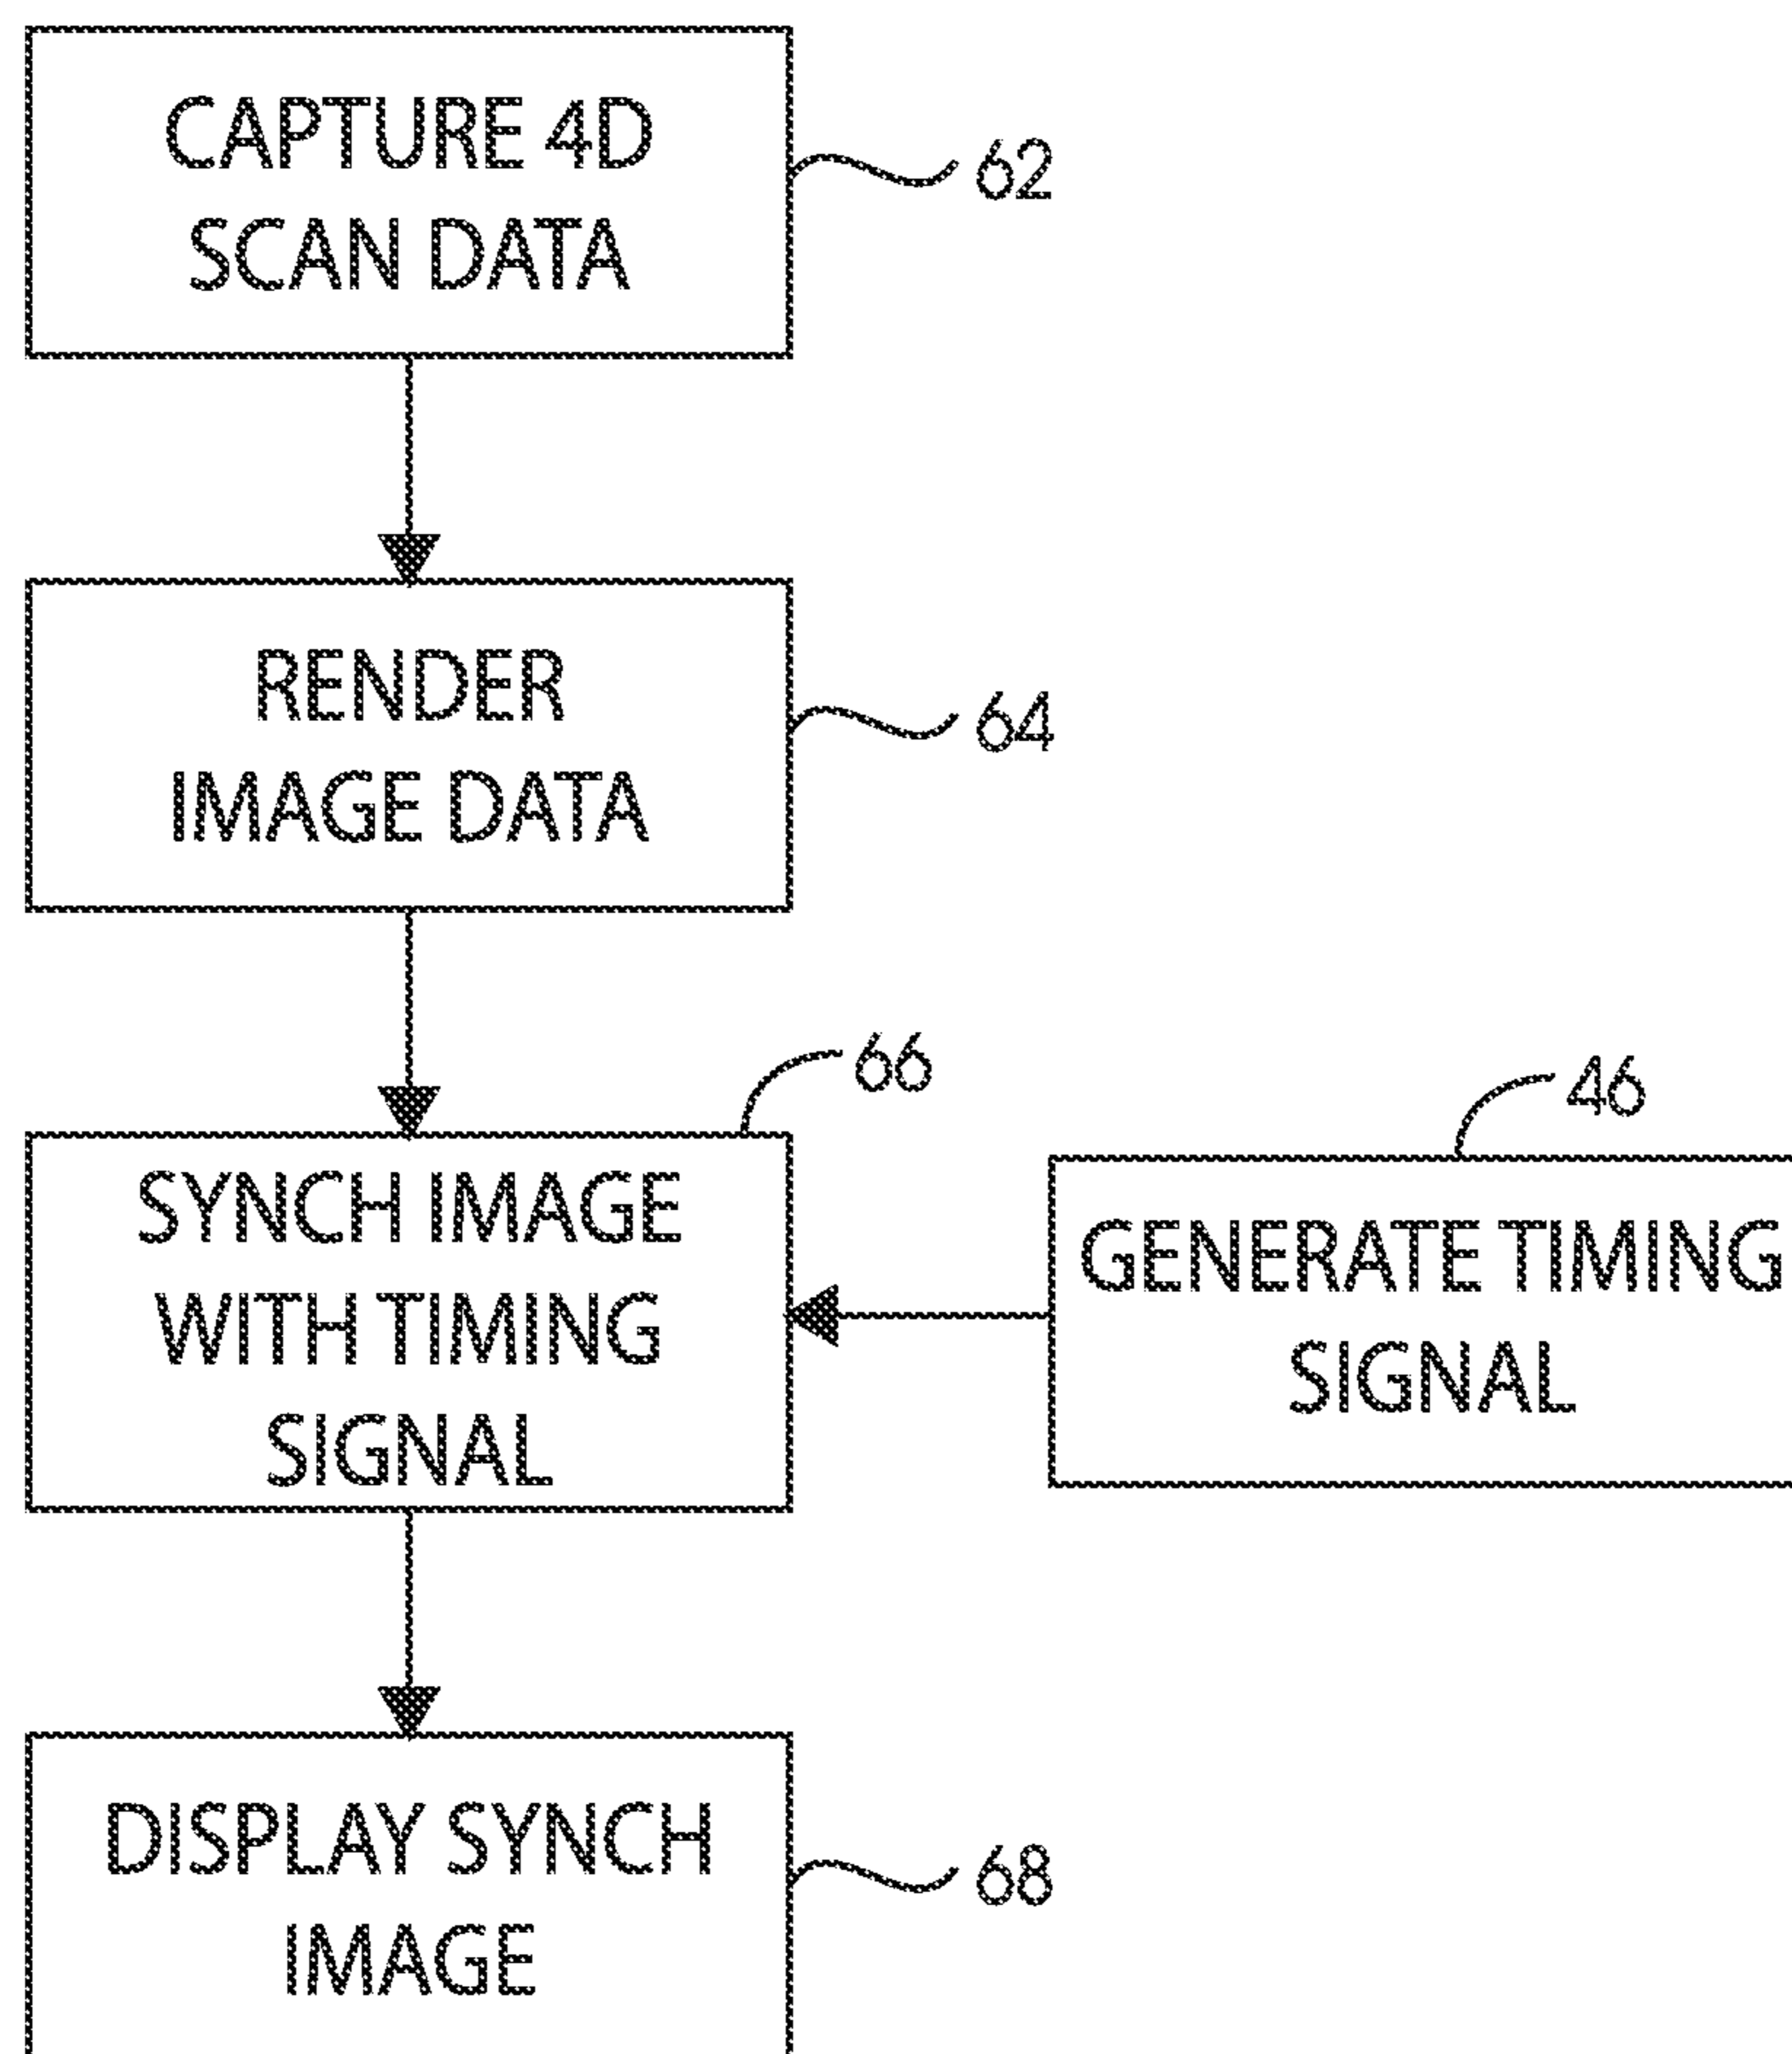 CAPTURE 4D
SCAN DATA
62
RENDER
IMAGE DATA
64
66
SYNCH IMAGE
WITH TIMING
SIGNAL
46
GENERATE TIMING
SIGNAL
DISPLAY SYNCH
IMAGE
68